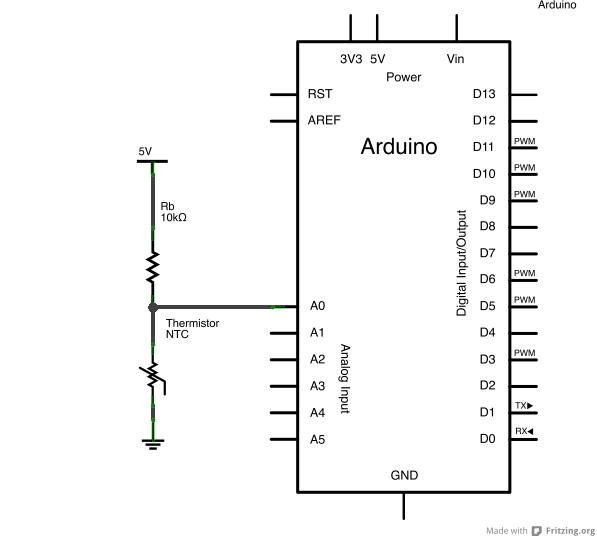 Arduino
3V3 5V Vin
Power
RST D13
AREF D12
Arduino
D11 PWM
D10 PWM
D9 PWM
D8
D7
D6 PWM
D5 PWM
D4
D3 PWM
D2
D1 TX▶
D0 RX◀
Digital Input/Output
5V
Rb
10kΩ
Thermistor
NTC
A0
A1
A2
A3
A4
A5
Analog Input
GND
Made with Fritzing.org